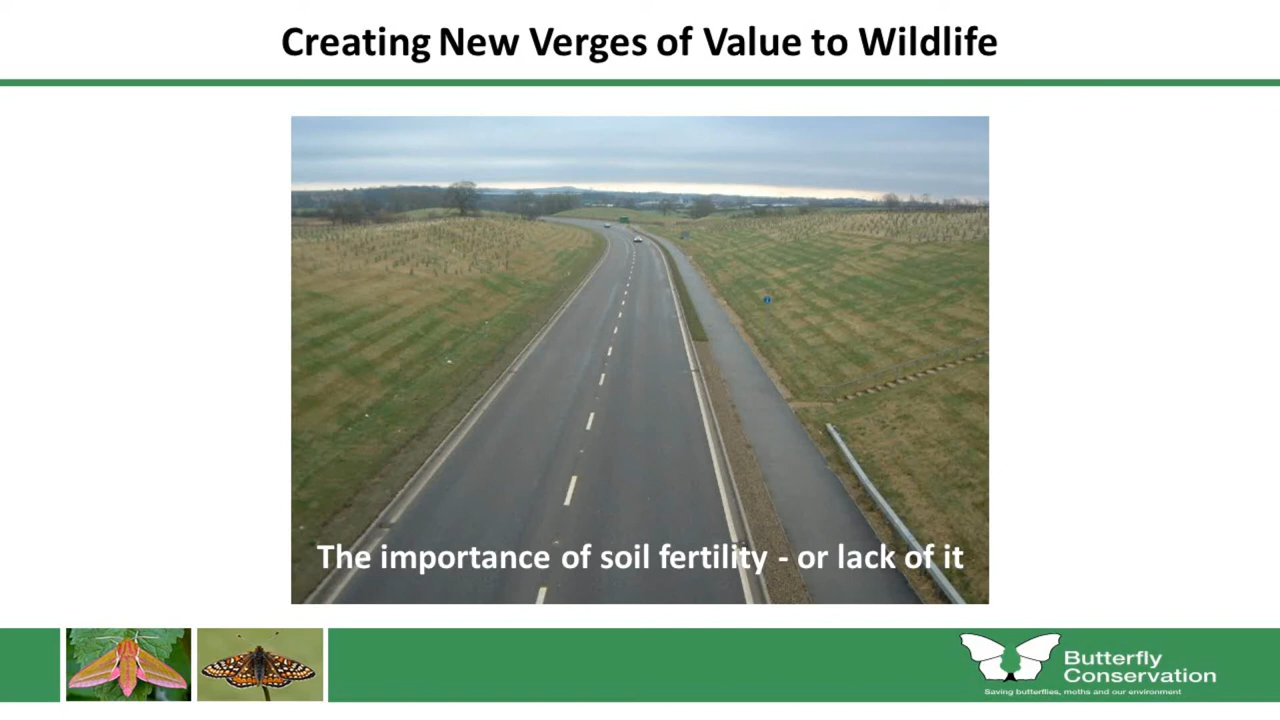 Creating New Verges of Value to Wildlife
The importance of soil fertility - or lack of it
Butterfly
Conservation
Saving butterflies, moths and our environment